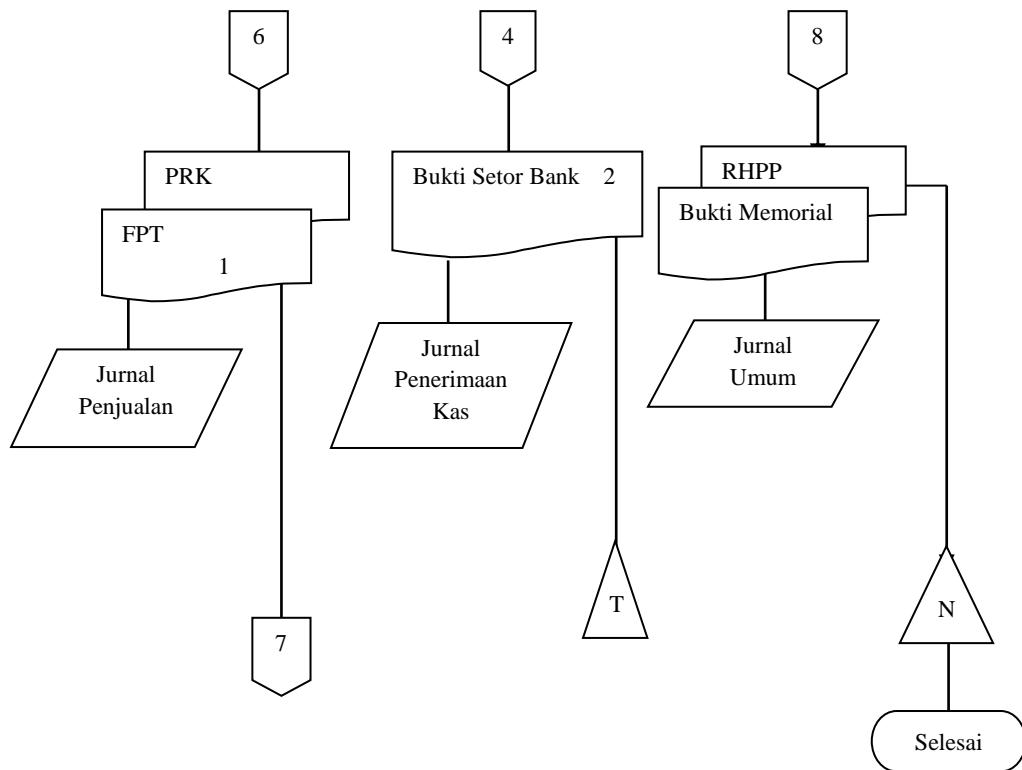 6
4
8
PRK
FPT
1
Jurnal
Penjualan
7
Bukti Setor Bank 2
Jurnal
Penerimaan
Kas
T
RHPP
Bukti Memorial
Jurnal
Umum
N
Selesai